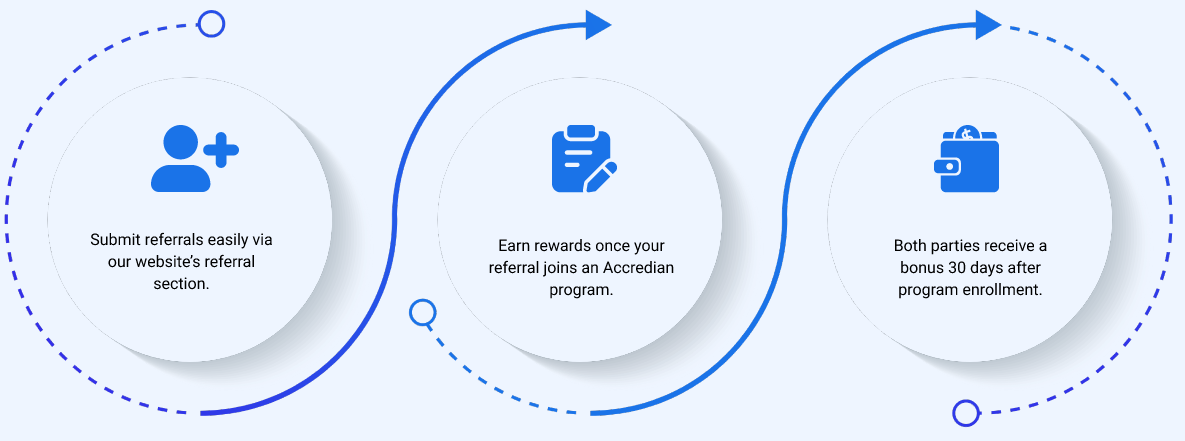 Submit referrals easily via
our website’s referral
section.
Earn rewards once your
referral joins an Accredian
program.
Both parties receive a
bonus 30 days after
program enrollment.